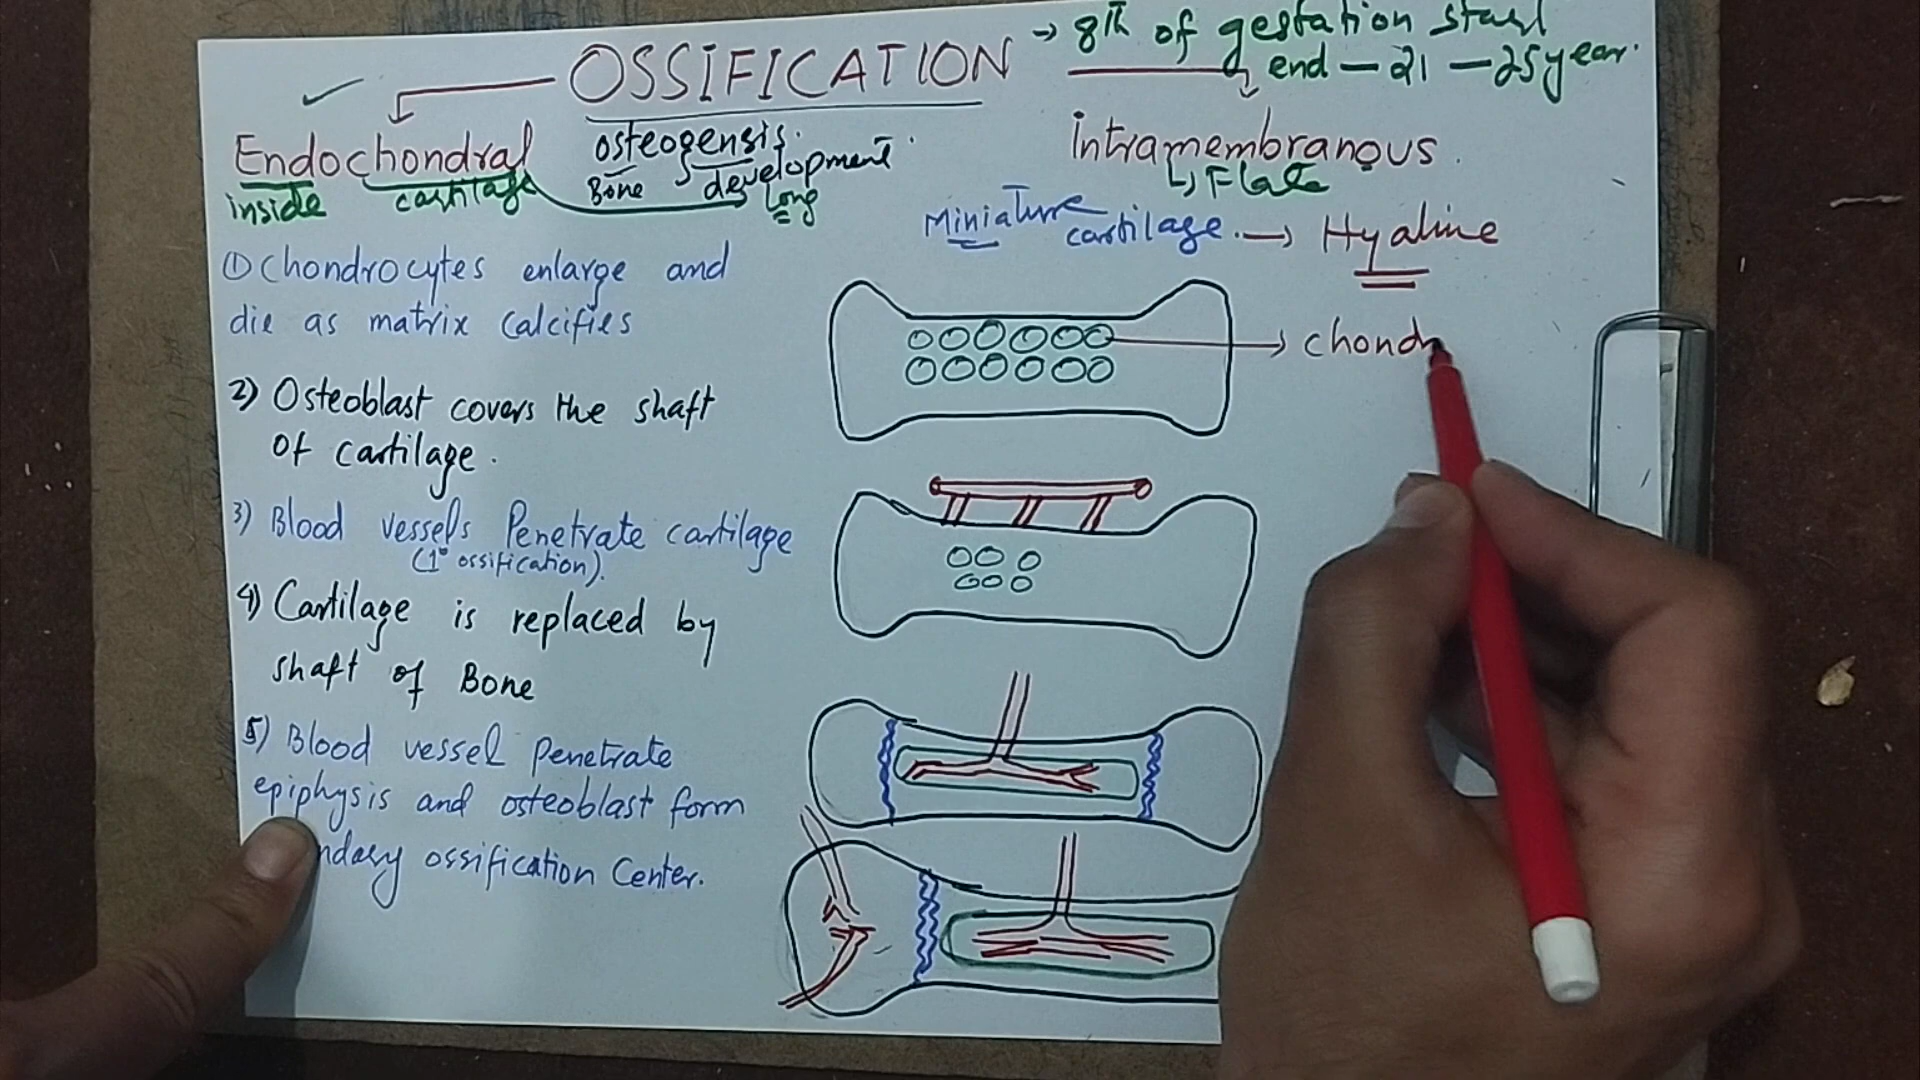 OSSIFICATION → 8th of gestation start
end — 21 — 25 year.
Endochondral
inside cartilage
osteogensis.
Bone development
long
Intramembranous.
↳ Flate
Miniature
cartilage. → Hyaline
① Chondrocytes enlarge and
die as matrix calcifies
→ chond
2) Osteoblast covers the shaft
of cartilage.
3) Blood vessels Penetrate cartilage
(1° ossification).
4) Cartilage is replaced by
shaft of Bone
5) Blood vessel penetrate
epiphysis and osteoblast form
ndary ossification Center.